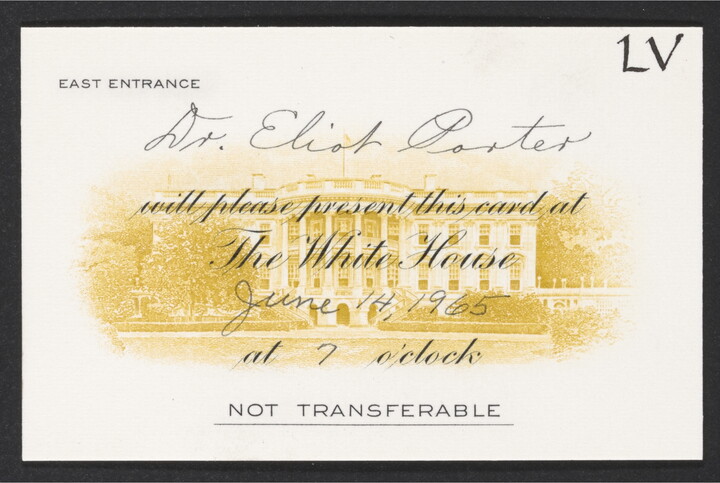 LV
EAST ENTRANCE
Dr. Eliot Porter
will please present this card at
The White House
June 14, 1965
at 7 o'clock
NOT TRANSFERABLE